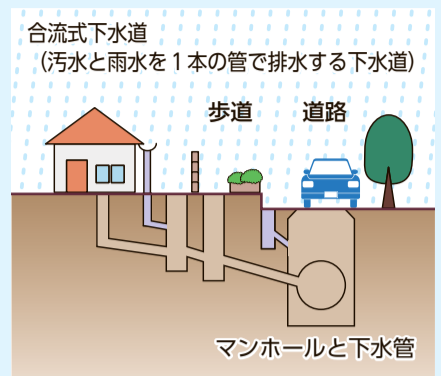 合流式下水道
（汚水と雨水を１本の管で排水する下水道）
歩道 道路
マンホールと下水管